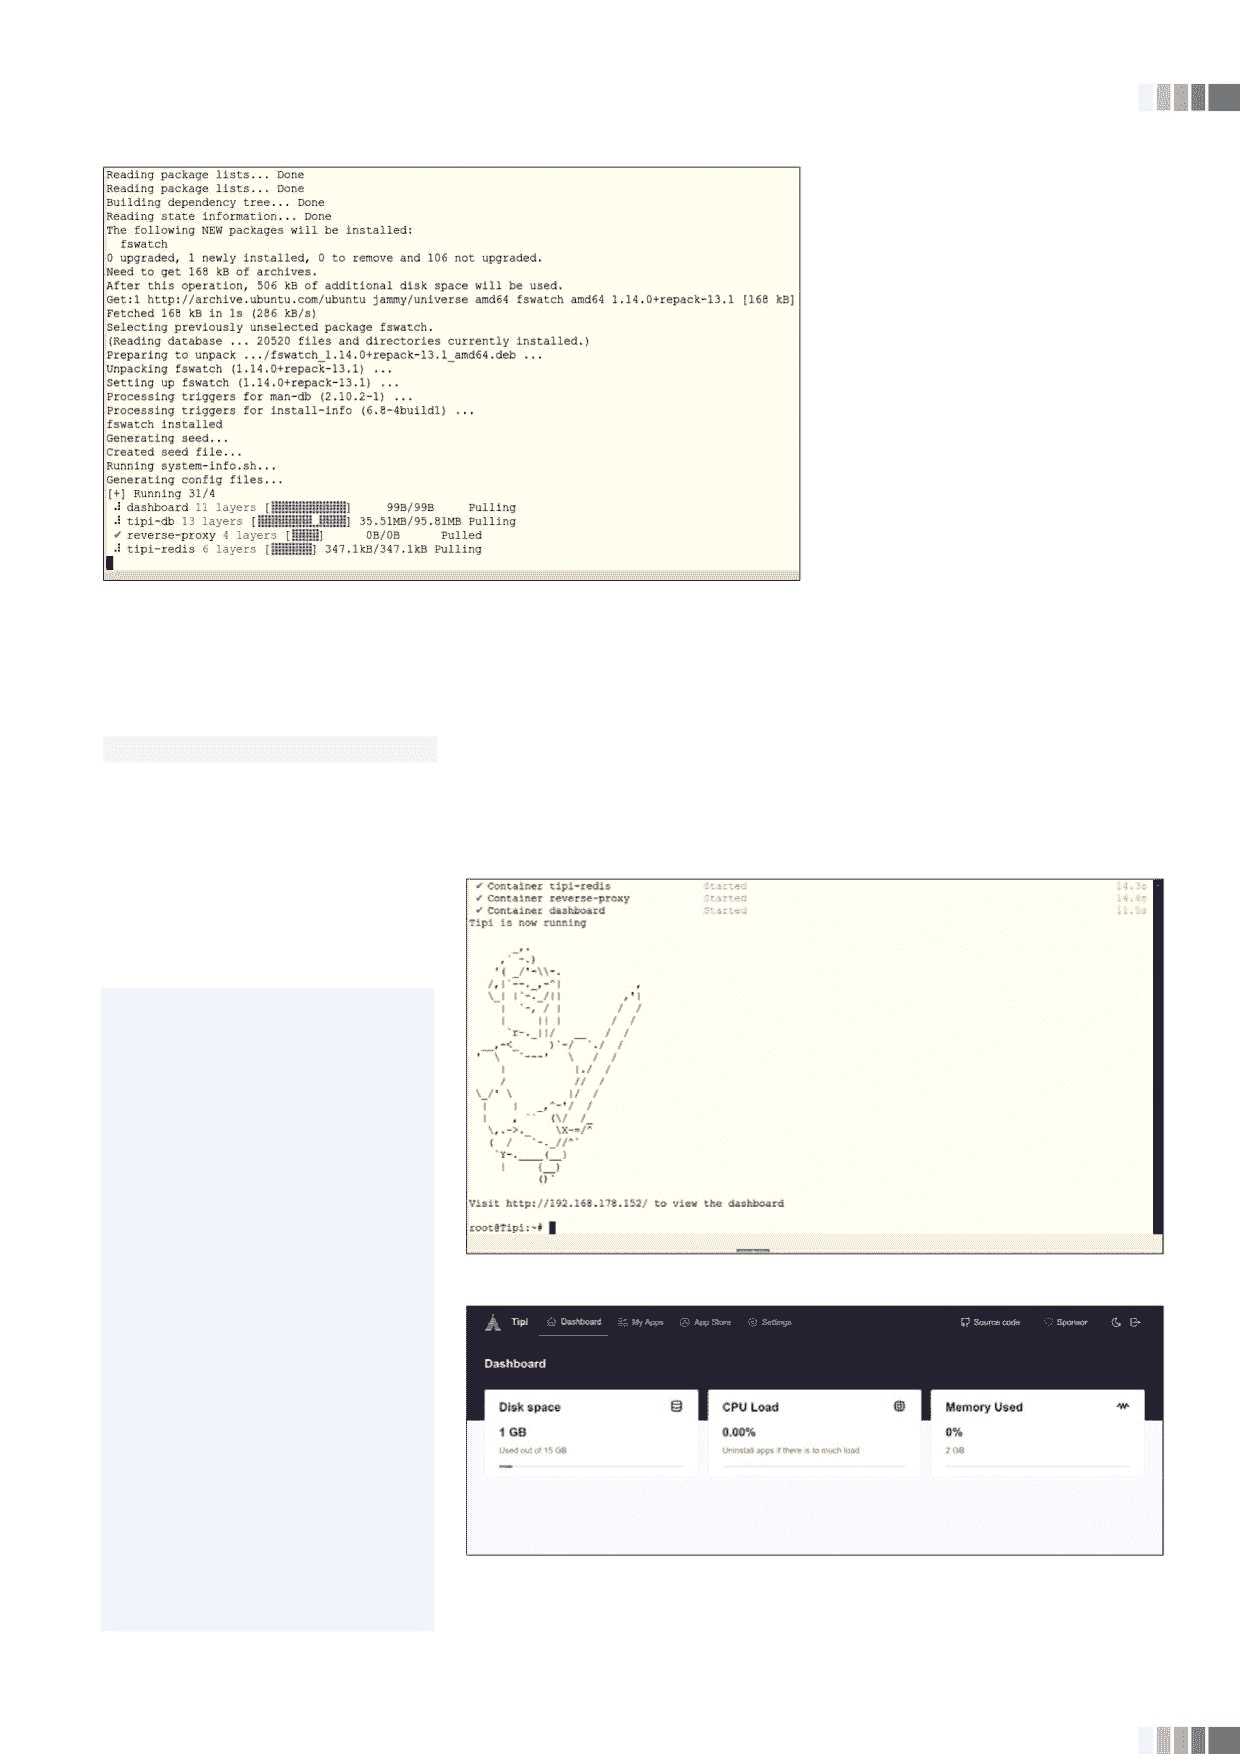 Reading package lists... Done
Reading package lists... Done
Building dependency tree... Done
Reading state information... Done
The following NEW packages will be installed:
fswatch
0 upgraded, 1 newly installed, 0 to remove and 106 not upgraded.
Need to get 168 kB of archives.
After this operation, 506 kB of additional disk space will be used.
Get:1 http://archive.ubuntu.com/ubuntu jammy/universe amd64 fswatch amd64 1.14.0+repack-13.1 [168 kB]
Fetched 168 kB in 1s (286 kB/s)
Selecting previously unselected package fswatch.
(Reading database ... 20520 files and directories currently installed.)
Preparing to unpack .../fswatch_1.14.0+repack-13.1_amd64.deb ...
Unpacking fswatch (1.14.0+repack-13.1) ...
Setting up fswatch (1.14.0+repack-13.1) ...
Processing triggers for man-db (2.10.2-1) ...
Processing triggers for install-info (6.8-4build1) ...
fswatch installed
Generating seed...
Created seed file...
Running system-info.sh...
Generating config files...
[+] Running 31/4
dashboard 11 layers [⣿⣿⣿⣿⣿⣿⣿⣿⣿⣿⣿] 99B/99B Pulling
tipi-db 13 layers [⣿⣿⣿⣿⣿⣿⣿⣿⣀⣿⣿⣿⣿] 35.51MB/95.81MB Pulling
✔ reverse-proxy 4 layers [⣿⣿⣿⣿] 0B/0B Pulled
tipi-redis 6 layers [⣿⣿⣿⣿⣿⣿] 347.1kB/347.1kB Pulling
✔ Container tipi-redis Started 14.3s
✔ Container reverse-proxy Started 14.4s
✔ Container dashboard Started 11.9s
Tipi is now running
Visit http://192.168.178.152/ to view the dashboard
root@Tipi:~#
Tipi Dashboard My Apps App Store Settings Source code Sponsor
Dashboard
Disk space CPU Load Memory Used
1 GB 0.00% 0%
Used out of 15 GB Uninstall apps if there is to much load 2 GB